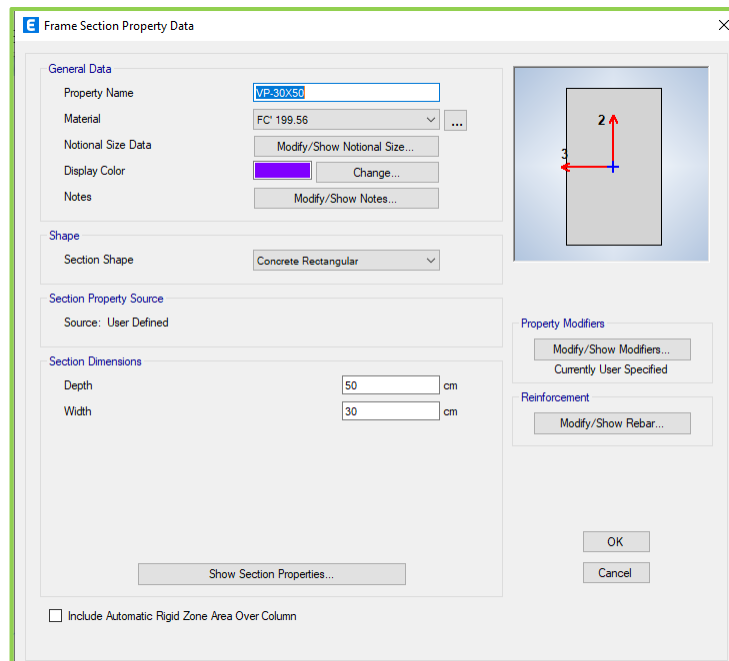 E Frame Section Property Data
General Data
Property Name VP-30X50
Material FC' 199.56 ...
Notional Size Data Modify/Show Notional Size...
Display Color Change...
Notes Modify/Show Notes...
2
3
Shape
Section Shape Concrete Rectangular
Section Property Source
Source: User Defined
Property Modifiers
Modify/Show Modifiers...
Currently User Specified
Section Dimensions
Depth 50 cm
Width 30 cm
Reinforcement
Modify/Show Rebar...
OK
Show Section Properties...
Cancel
Include Automatic Rigid Zone Area Over Column